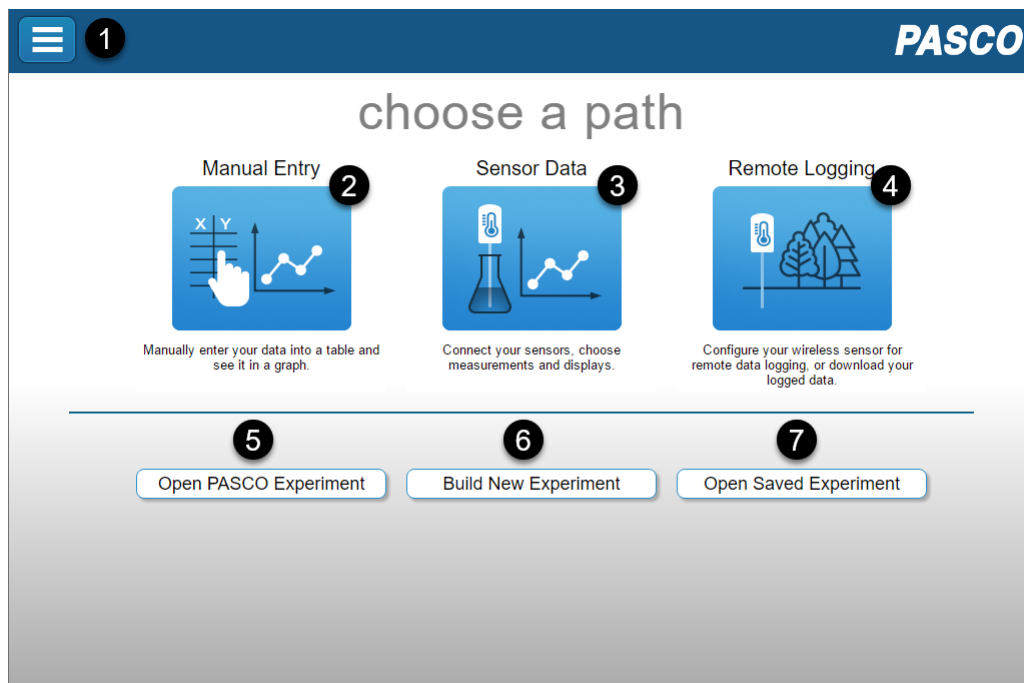 1
PASCO
choose a path
Manual Entry
2
X Y
Manually enter your data into a table and
see it in a graph.
Sensor Data
3
Connect your sensors, choose
measurements and displays.
Remote Logging
4
Configure your wireless sensor for
remote data logging, or download your
logged data.
5
Open PASCO Experiment
6
Build New Experiment
7
Open Saved Experiment